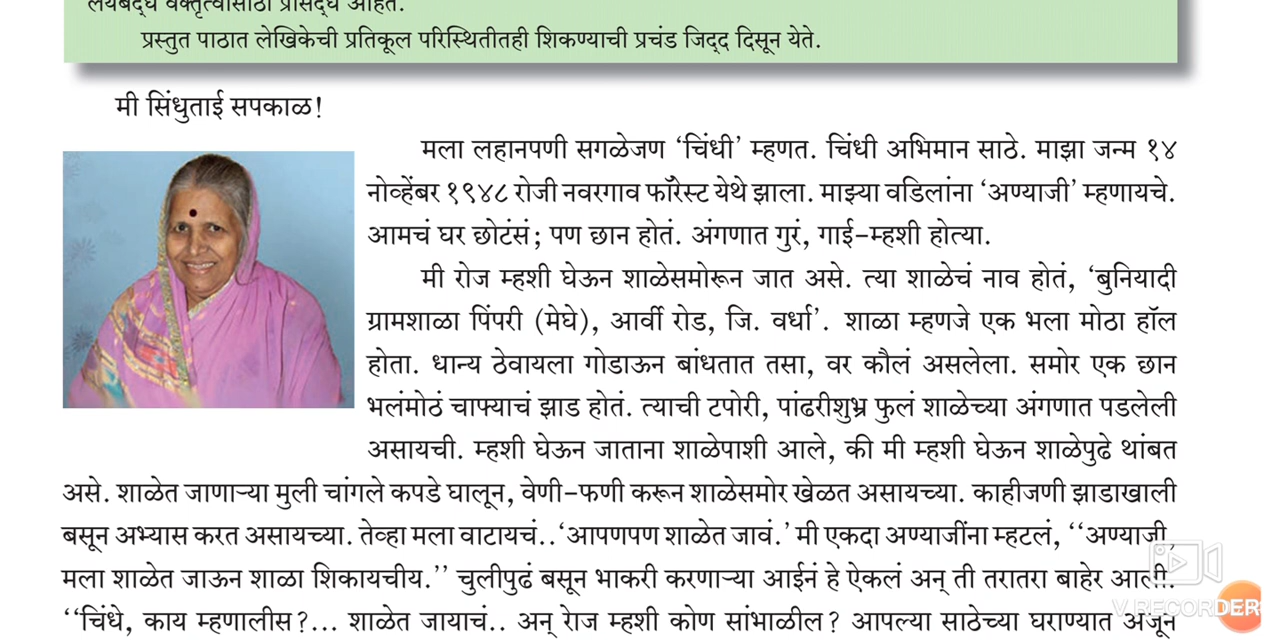 लयबद्ध वक्तृत्वासाठी प्रसिद्ध आहेत.
प्रस्तुत पाठात लेखिकेची प्रतिकूल परिस्थितीतही शिकण्याची प्रचंड जिद्द दिसून येते.
मी सिंधुताई सपकाळ!
मला लहानपणी सगळेजण ‘चिंधी’ म्हणत. चिंधी अभिमान साठे. माझा जन्म १४
नोव्हेंबर १९४८ रोजी नवरगाव फॉरेस्ट येथे झाला. माझ्या वडिलांना ‘अण्याजी’ म्हणायचे.
आमचं घर छोटंसं; पण छान होतं. अंगणात गुरं, गाई-म्हशी होत्या.
मी रोज म्हशी घेऊन शाळेसमोरून जात असे. त्या शाळेचं नाव होतं, ‘बुनियादी
ग्रामशाळा पिंपरी (मेघे), आर्वी रोड, जि. वर्धा’. शाळा म्हणजे एक भला मोठा हॉल
होता. धान्य ठेवायला गोडाऊन बांधतात तसा, वर कौलं असलेला. समोर एक छान
भलंमोठं चाफ्याचं झाड होतं. त्याची टपोरी, पांढरीशुभ्र फुलं शाळेच्या अंगणात पडलेली
असायची. म्हशी घेऊन जाताना शाळेपाशी आले, की मी म्हशी घेऊन शाळेपुढे थांबत
असे. शाळेत जाणाऱ्या मुली चांगले कपडे घालून, वेणी-फणी करून शाळेसमोर खेळत असायच्या. काहीजणी झाडाखाली
बसून अभ्यास करत असायच्या. तेव्हा मला वाटायचं..‘आपणपण शाळेत जावं.’ मी एकदा अण्याजींना म्हटलं, “अण्याजी,
मला शाळेत जाऊन शाळा शिकायचीय.” चुलीपुढं बसून भाकरी करणाऱ्या आईनं हे ऐकलं अन् ती तरातरा बाहेर आली.
“चिंधे, काय म्हणालीस?... शाळेत जायाचं.. अन् रोज म्हशी कोण सांभाळील? आपल्या साठेच्या घराण्यात अजून
V RECORDER